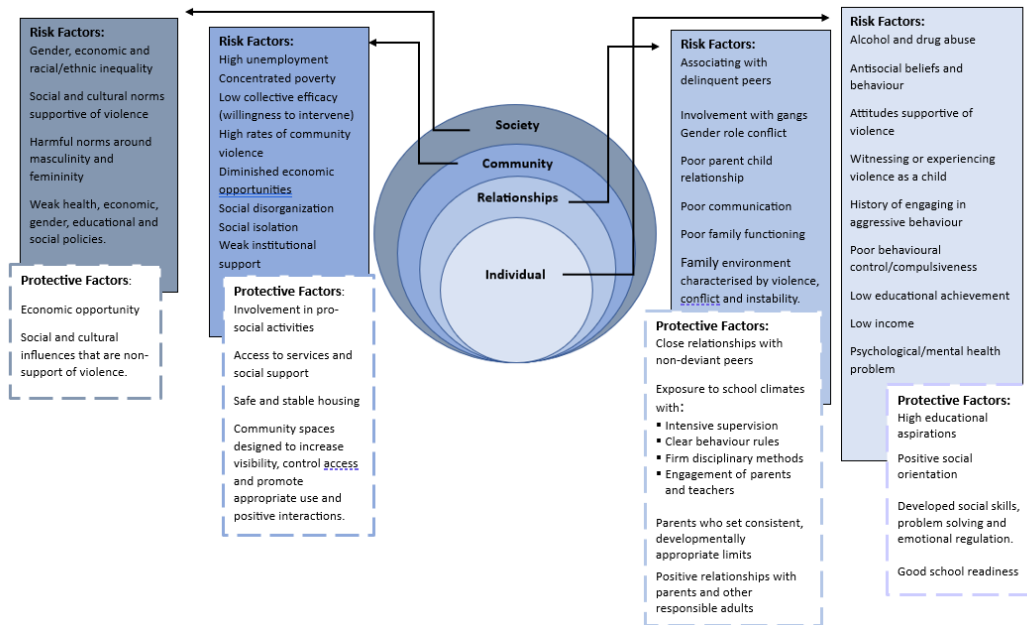 Risk Factors:
Gender, economic and
racial/ethnic inequality
Social and cultural norms
supportive of violence
Harmful norms around
masculinity and
femininity
Weak health, economic,
gender, educational and
social policies.
Protective Factors:
Economic opportunity
Social and cultural
influences that are non-
support of violence.
Risk Factors:
High unemployment
Concentrated poverty
Low collective efficacy
(willingness to intervene)
High rates of community
violence
Diminished economic
opportunities
Social disorganization
Social isolation
Weak institutional
support
Protective Factors:
Involvement in pro-
social activities
Access to services and
social support
Safe and stable housing
Community spaces
designed to increase
visibility, control access
and promote
appropriate use and
positive interactions.
Society
Community
Relationships
Individual
Risk Factors:
Associating with
delinquent peers
Involvement with gangs
Gender role conflict
Poor parent child
relationship
Poor communication
Poor family functioning
Family environment
characterised by violence,
conflict and instability.
Protective Factors:
Close relationships with
non-deviant peers
Exposure to school climates
with:
▪ Intensive supervision
▪ Clear behaviour rules
▪ Firm disciplinary methods
▪ Engagement of parents
and teachers
Parents who set consistent,
developmentally
appropriate limits
Positive relationships with
parents and other
responsible adults
Risk Factors:
Alcohol and drug abuse
Antisocial beliefs and
behaviour
Attitudes supportive of
violence
Witnessing or experiencing
violence as a child
History of engaging in
aggressive behaviour
Poor behavioural
control/compulsiveness
Low educational achievement
Low income
Psychological/mental health
problem
Protective Factors:
High educational
aspirations
Positive social
orientation
Developed social skills,
problem solving and
emotional regulation.
Good school readiness